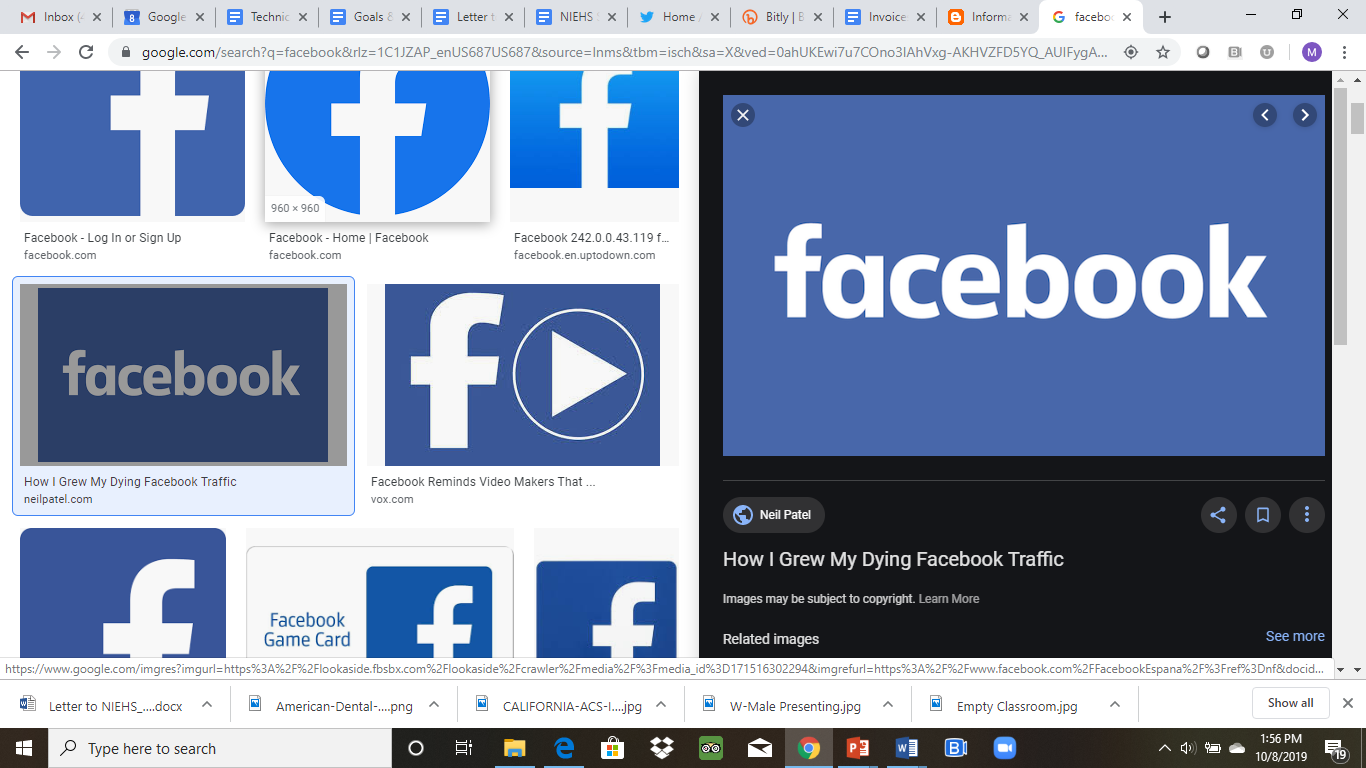 Inbox (4
Google
Technic
Goals &
Letter t
NIEHS
Home /
Bitly | B
Invoice
Informa
facebo
google.com/search?q=facebook&rlz=1C1JZAP_enUS687US687&source=lnms&tbm=isch&sa=X&ved=0ahUKEwi7u7COno3lAhVxg-AKHVZFD5YQ_AUIFygA...
M
960 × 960
Facebook - Log In or Sign Up
facebook.com
Facebook - Home | Facebook
facebook.com
Facebook 242.0.0.43.119 f...
facebook.en.uptodown.com
facebook
How I Grew My Dying Facebook Traffic
neilpatel.com
f
Facebook Reminds Video Makers That ...
vox.com
Facebook
Game Card
facebook
Neil Patel
How I Grew My Dying Facebook Traffic
Images may be subject to copyright. Learn More
Related images
See more
https://www.google.com/imgres?imgurl=https%3A%2F%2Flookaside.fbsbx.com%2Flookaside%2Fcrawler%2Fmedia%2F%3Fmedia_id%3D171516302294&imgrefurl=https%3A%2F%2Fwww.facebook.com%2FFacebookEspana%2F%3Fref%3Dnf&docid...
Letter to NIEHS_....docx
American-Dental-....png
CALIFORNIA-ACS-I....jpg
W-Male Presenting.jpg
Empty Classroom.jpg
Show all
Type here to search
1:56 PM
10/8/2019
19